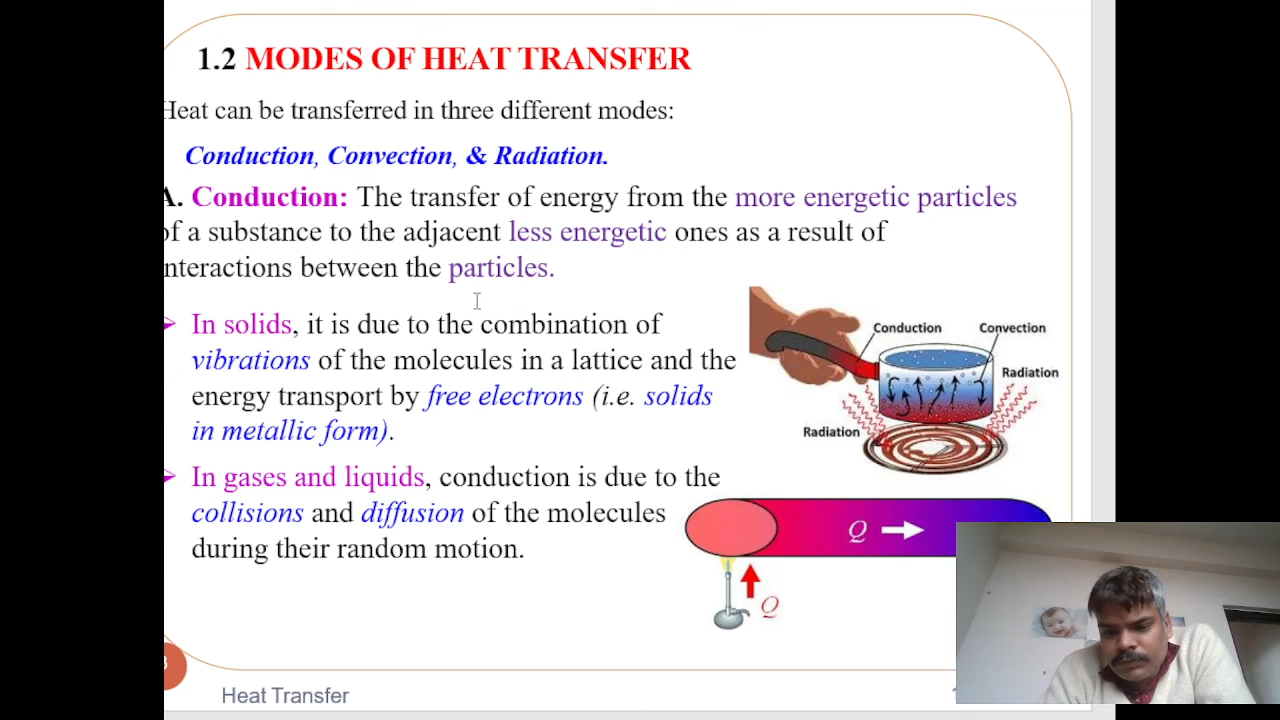 1.2 MODES OF HEAT TRANSFER
Heat can be transferred in three different modes:
Conduction, Convection, & Radiation.
A. Conduction: The transfer of energy from the more energetic particles
of a substance to the adjacent less energetic ones as a result of
interactions between the particles.
➢ In solids, it is due to the combination of
vibrations of the molecules in a lattice and the
energy transport by free electrons (i.e. solids
in metallic form).
➢ In gases and liquids, conduction is due to the
collisions and diffusion of the molecules
during their random motion.
Conduction
Convection
Radiation
Radiation
Q
Q
Heat Transfer